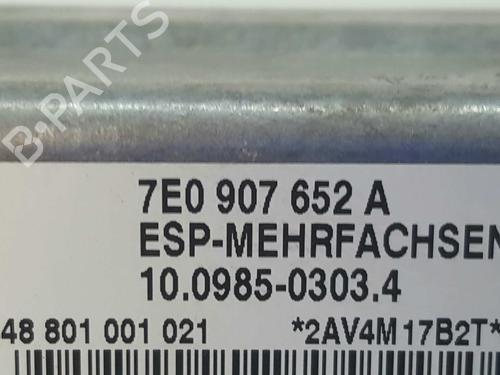 B-PARTS
7E0 907 652 A
ESP-MEHRFACHSEN
10.0985-0303.4
48 801 001 021 *2AV4M17B2T*